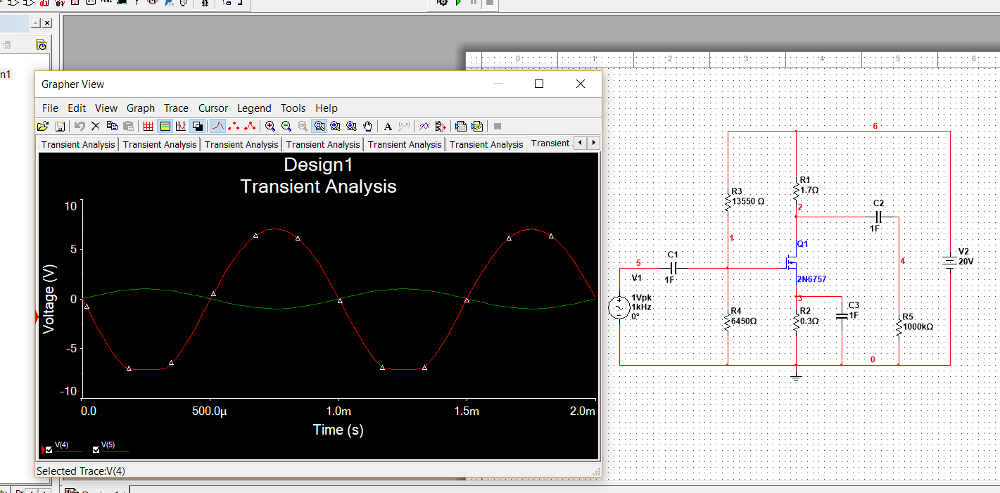 n1
Grapher View
File Edit View Graph Trace Cursor Legend Tools Help
A
Transient Analysis Transient Analysis Transient Analysis Transient Analysis Transient Analysis Transient Analysis Transient
Design1
Transient Analysis
10
5
0
-5
-10
Voltage (V)
0.0 500.0µ 1.0m 1.5m 2.0m
Time (s)
V(4) V(5)
Selected Trace:V(4)
0 1 2 3 4 5 6
6
R3
13550 Ω
R1
1.7Ω
2
C2
1F
1
Q1
2N6757
C1
1F
5
V1
1Vpk
1kHz
0°
4
V2
20V
3
R4
6450Ω
R2
0.3Ω
C3
1F
R5
1000kΩ
0